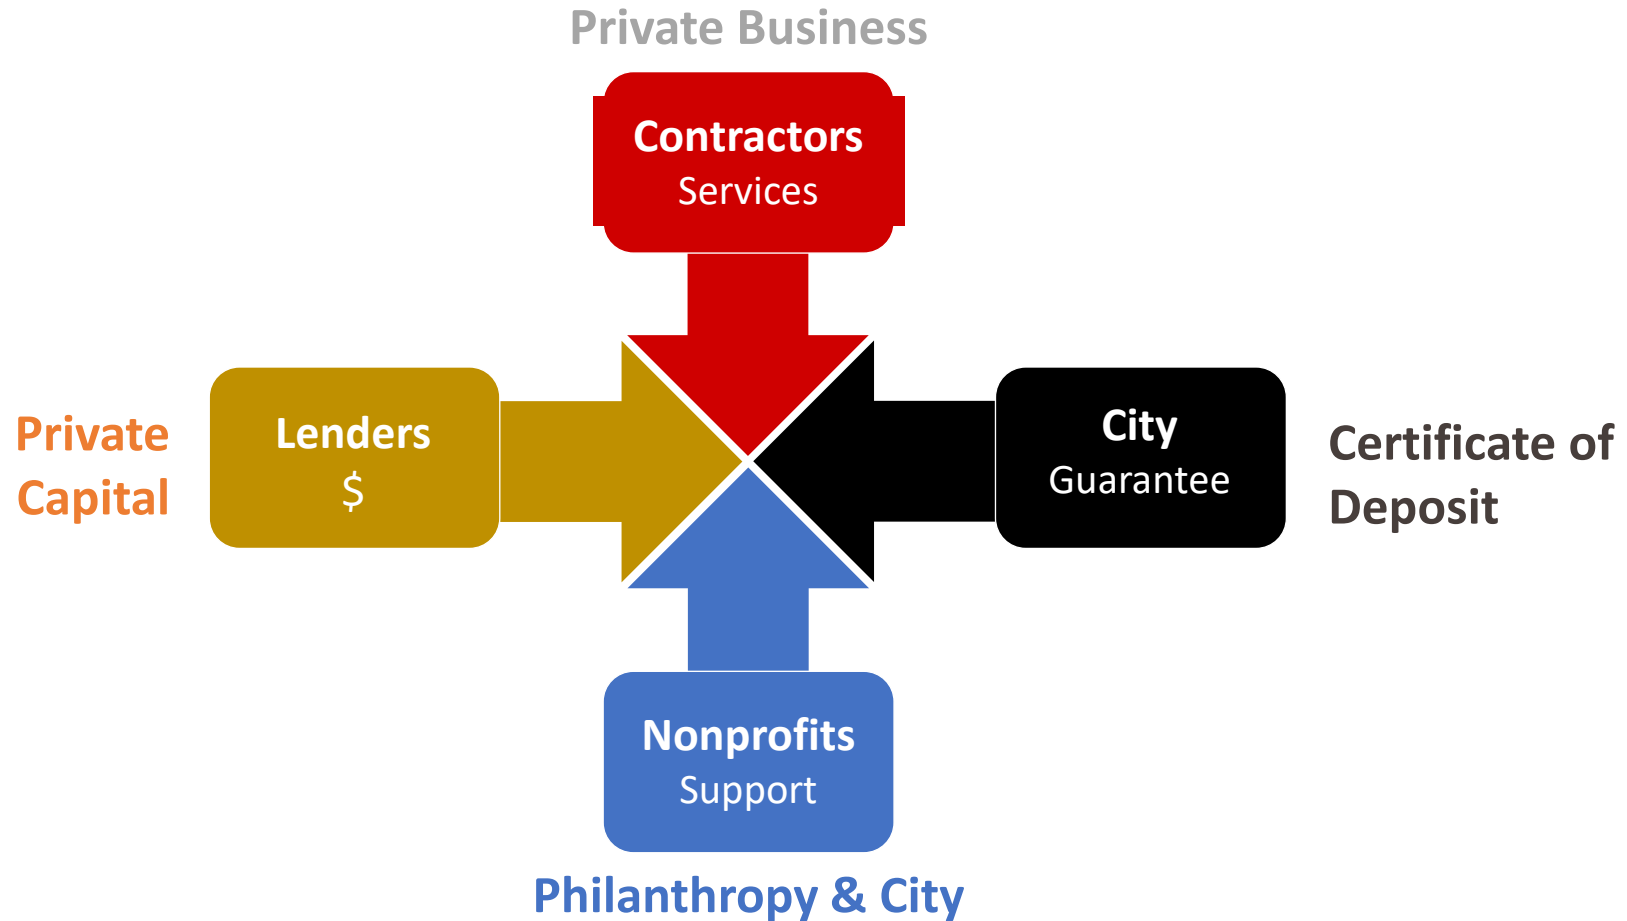 Private Business
Contractors
Services
Private
Capital
Lenders
$
City
Guarantee
Certificate of
Deposit
Nonprofits
Support
Philanthropy & City